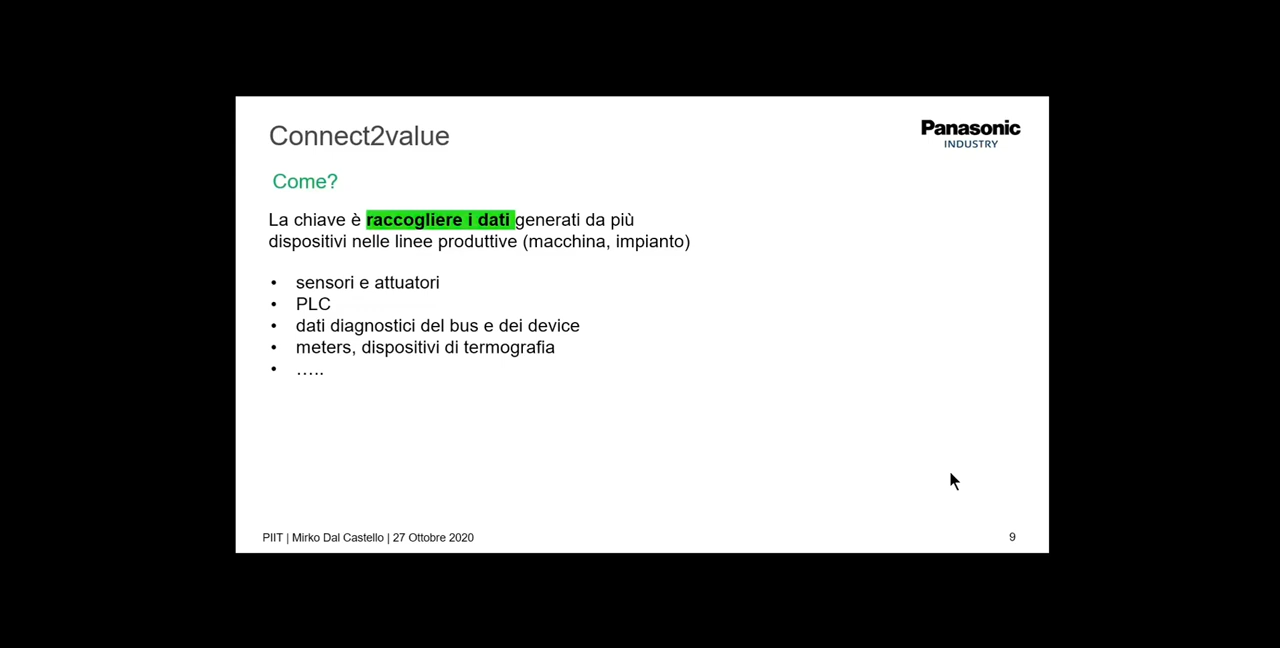 Connect2value
Panasonic
INDUSTRY
Come?
La chiave è raccogliere i dati generati da più
dispositivi nelle linee produttive (macchina, impianto)
• sensori e attuatori
• PLC
• dati diagnostici del bus e dei device
• meters, dispositivi di termografia
• …..
PIIT | Mirko Dal Castello | 27 Ottobre 2020
9